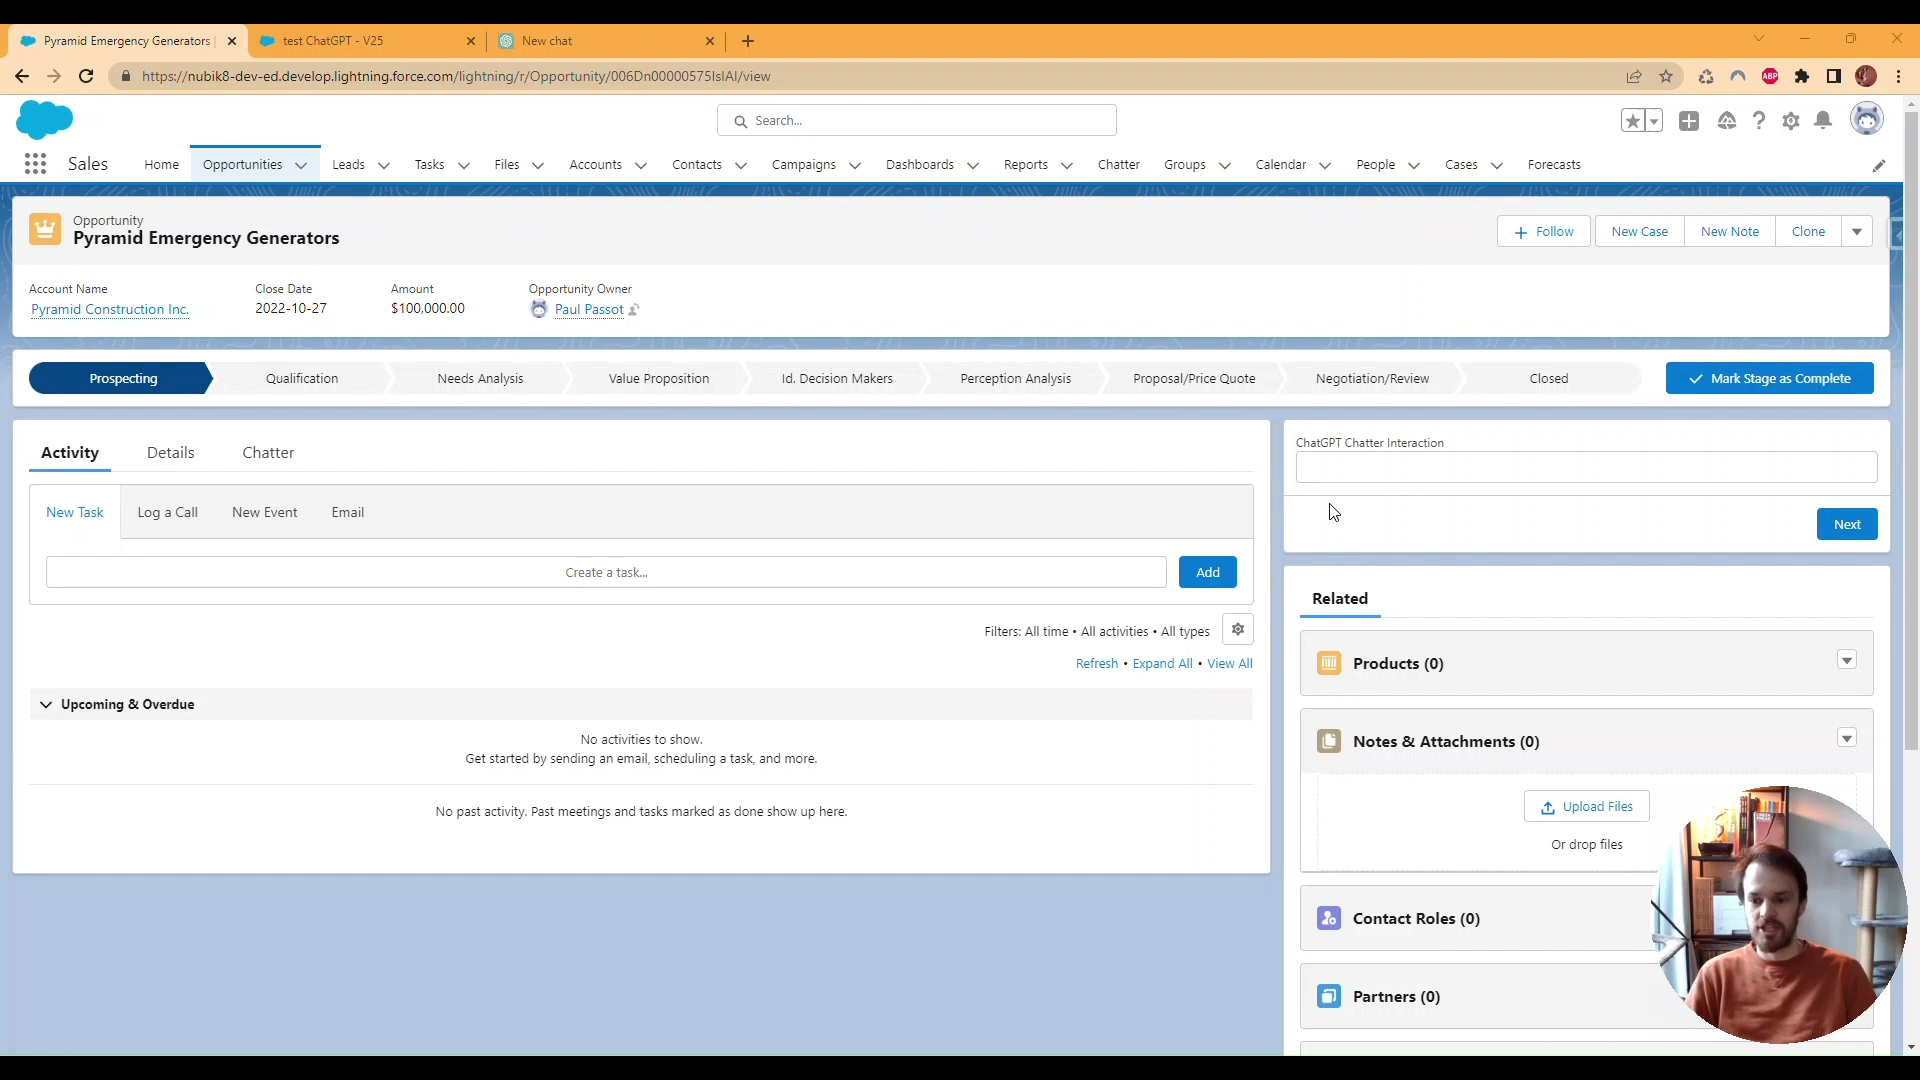 Pyramid Emergency Generators
test ChatGPT - V25
New chat
https://nubik8-dev-ed.develop.lightning.force.com/lightning/r/Opportunity/006Dn00000575IsIAI/view
ABP
Search...
Sales
Home
Opportunities
Leads
Tasks
Files
Accounts
Contacts
Campaigns
Dashboards
Reports
Chatter
Groups
Calendar
People
Cases
Forecasts
Opportunity
Pyramid Emergency Generators
Follow
New Case
New Note
Clone
Account Name
Pyramid Construction Inc.
Close Date
2022-10-27
Amount
$100,000.00
Opportunity Owner
Paul Passot
Prospecting
Qualification
Needs Analysis
Value Proposition
Id. Decision Makers
Perception Analysis
Proposal/Price Quote
Negotiation/Review
Closed
Mark Stage as Complete
Activity
Details
Chatter
New Task
Log a Call
New Event
Email
Create a task...
Add
Filters: All time • All activities • All types
Refresh • Expand All • View All
Upcoming & Overdue
No activities to show.
Get started by sending an email, scheduling a task, and more.
No past activity. Past meetings and tasks marked as done show up here.
ChatGPT Chatter Interaction
Next
Related
Products (0)
Notes & Attachments (0)
Upload Files
Or drop files
Contact Roles (0)
Partners (0)